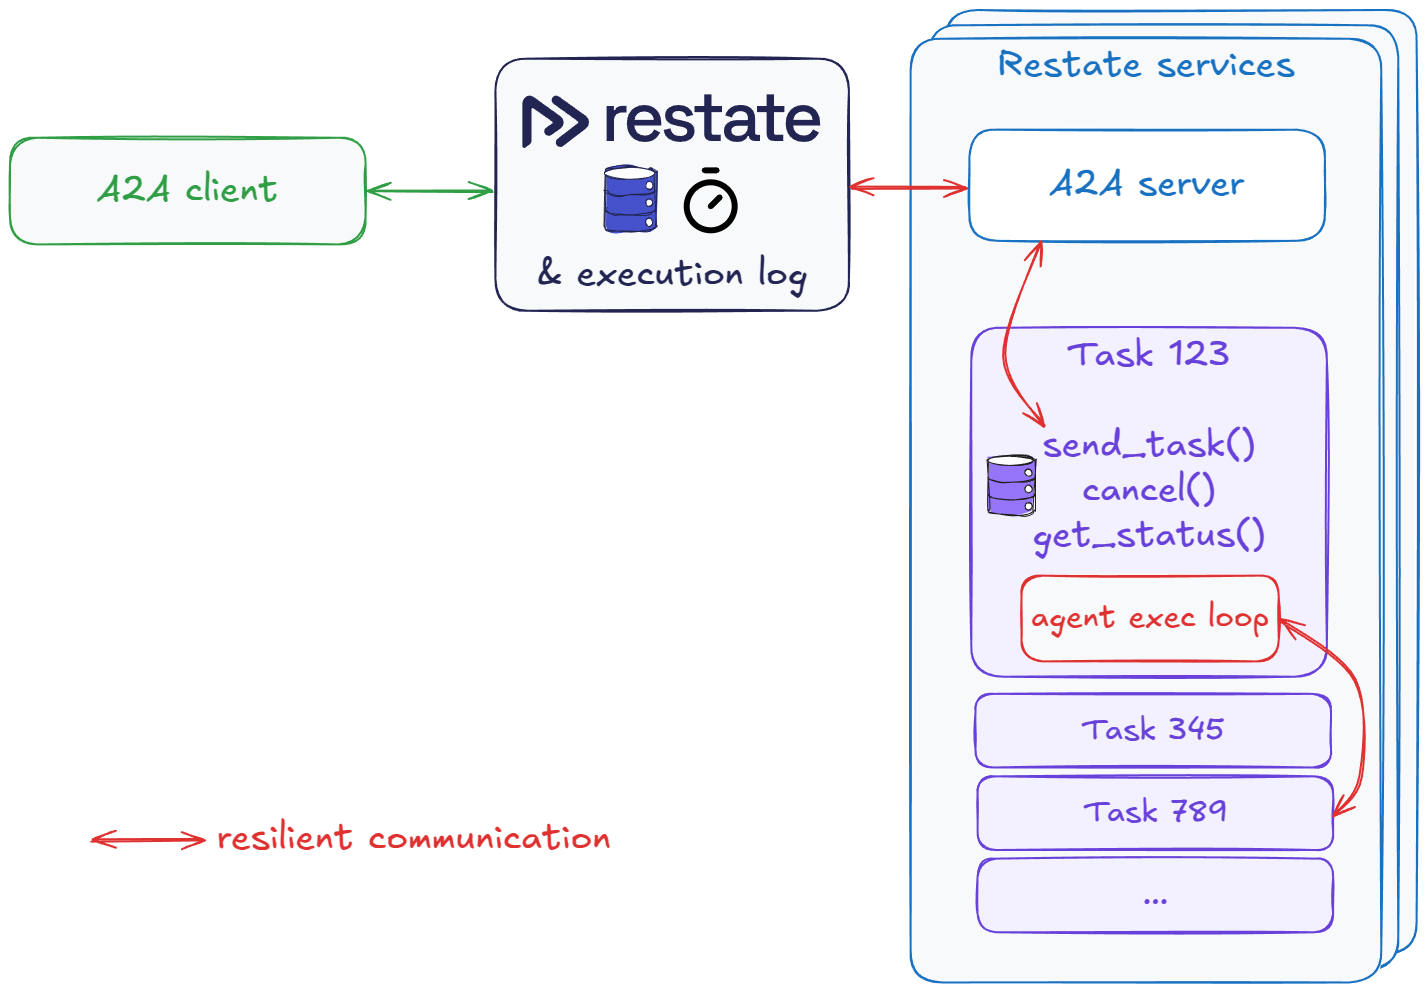 Restate services
restate
A2A client
A2A server
& execution log
Task 123
send_task()
cancel()
get_status()
agent exec loop
Task 345
Task 789
resilient communication
...